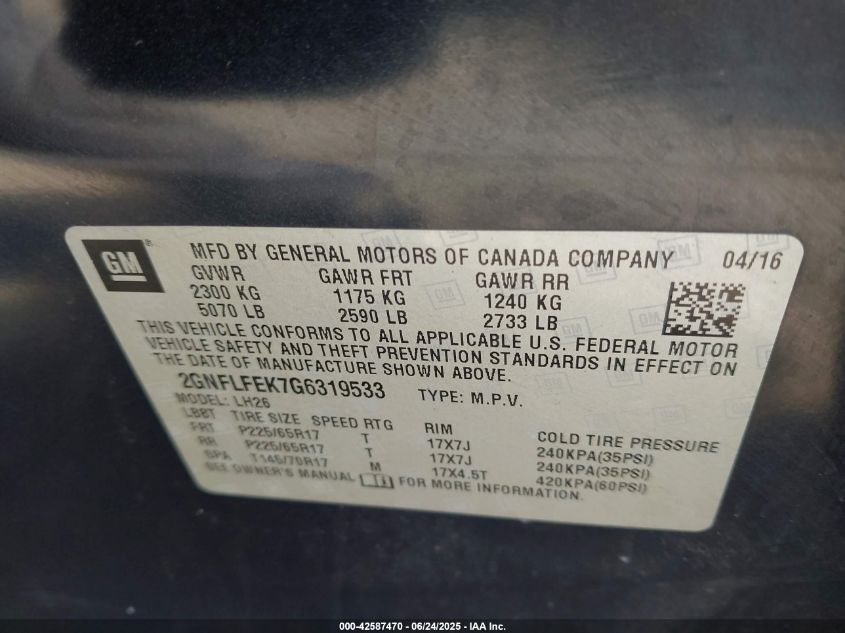 GM MFD BY GENERAL MOTORS OF CANADA COMPANY 04/16
GVWR GAWR FRT GAWR RR
2300 KG 1175 KG 1240 KG
5070 LB 2590 LB 2733 LB
THIS VEHICLE CONFORMS TO ALL APPLICABLE U.S. FEDERAL MOTOR
VEHICLE SAFETY AND THEFT PREVENTION STANDARDS IN EFFECT ON
THE DATE OF MANUFACTURE SHOWN ABOVE.
2GNFLFEK7G6319533 TYPE: M.P.V.
MODEL: LH26
LBBT TIRE SIZE SPEED RTG RIM COLD TIRE PRESSURE
FRT P225/65R17 T 17X7J 240KPA(35PSI)
RR P225/65R17 T 17X7J 240KPA(35PSI)
SPA T145/70R17 M 17X4.5T 420KPA(60PSI)
SEE OWNER'S MANUAL FOR MORE INFORMATION.
000-42587470 - 06/24/2025 - IAA Inc.